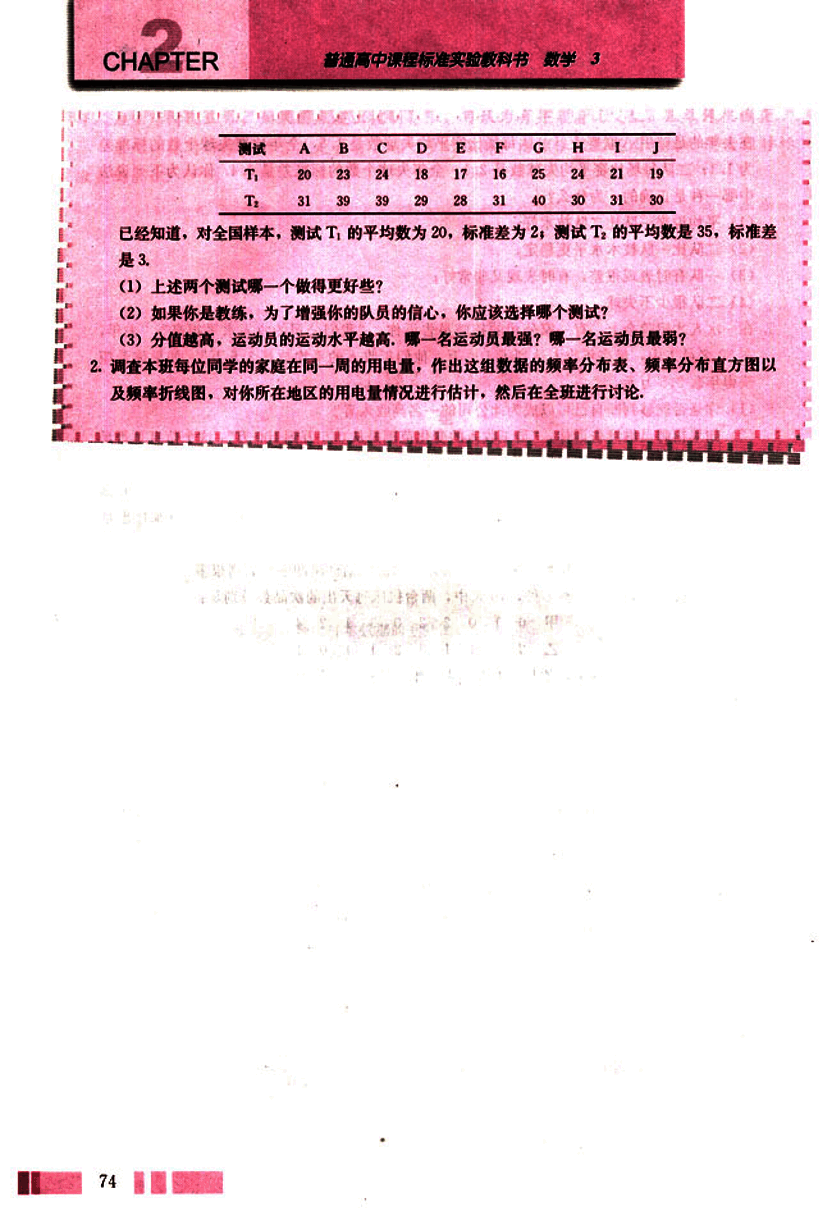 2
CHAPTER
普通高中课程标准实验教科书 数学 3
测试 A B C D E F G H I J
T₁ 20 23 24 18 17 16 25 24 21 19
T₂ 31 39 39 29 28 31 40 30 31 30
已经知道，对全国样本，测试 T₁ 的平均数为 20，标准差为 2；测试 T₂ 的平均数是 35，标准差
是 3.
(1) 上述两个测试哪一个做得更好些？
(2) 如果你是教练，为了增强你的队员的信心，你应该选择哪个测试？
(3) 分值越高，运动员的运动水平越高. 哪一名运动员最强？哪一名运动员最弱？
2. 调查本班每位同学的家庭在同一周的用电量，作出这组数据的频率分布表、频率分布直方图以
及频率折线图，对你所在地区的用电量情况进行估计，然后在全班进行讨论.
74